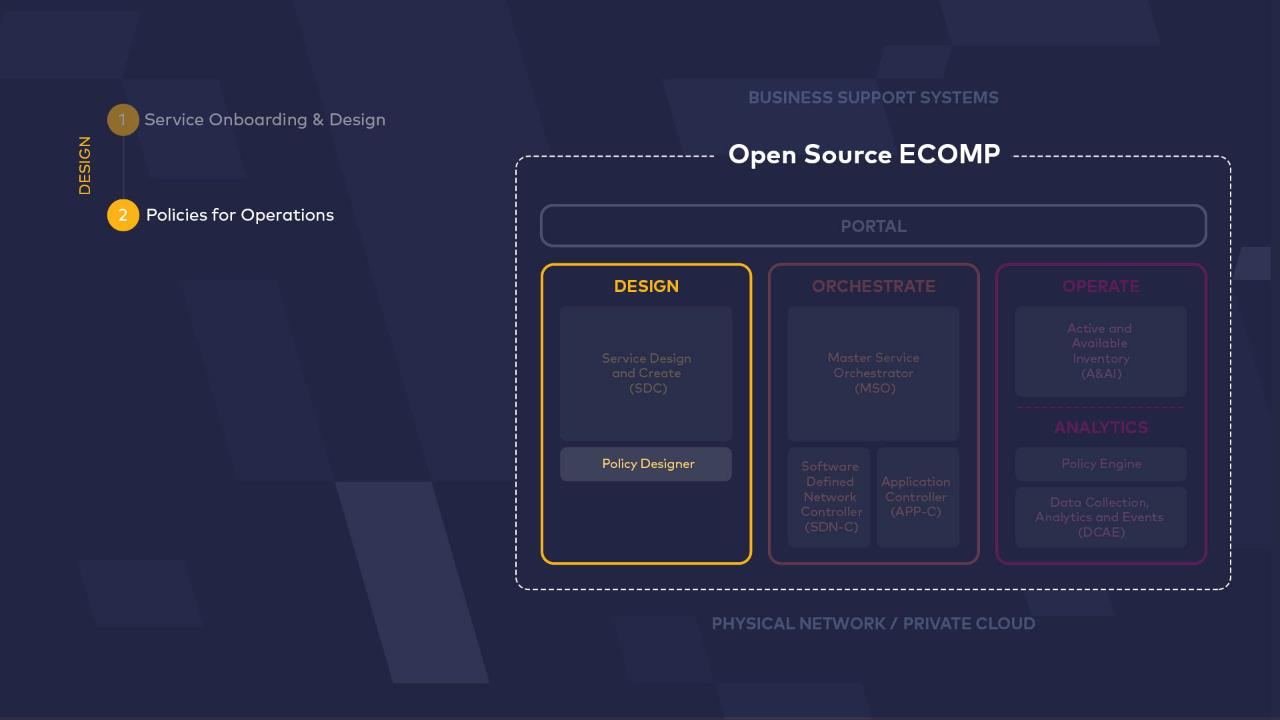 DESIGN
1 Service Onboarding & Design
2 Policies for Operations
BUSINESS SUPPORT SYSTEMS
Open Source ECOMP
PORTAL
DESIGN
Service Design
and Create
(SDC)
Policy Designer
ORCHESTRATE
Master Service
Orchestrator
(MSO)
Software
Defined
Network
Controller
(SDN-C)
Application
Controller
(APP-C)
OPERATE
Active and
Available
Inventory
(A&AI)
ANALYTICS
Policy Engine
Data Collection,
Analytics and Events
(DCAE)
PHYSICAL NETWORK / PRIVATE CLOUD